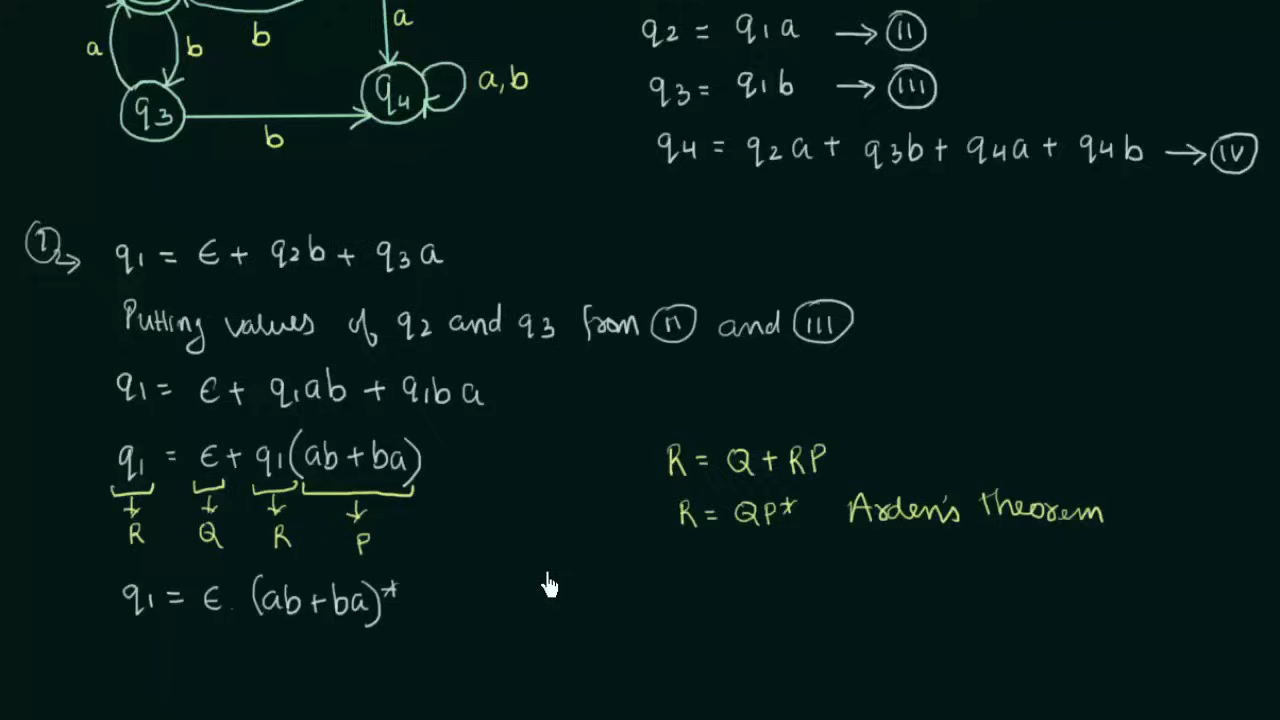 a
b
b
a
q3
b
q4
a,b
q2 = q1a → II
q3 = q1b → III
q4 = q2a + q3b + q4a + q4b → IV
I → q1 = ϵ + q2b + q3a
Putting values of q2 and q3 from II and III
q1 = ϵ + q1ab + q1ba
q1 = ϵ + q1(ab+ba)
R Q R P
R = Q + RP
R = QP* Arden's theorem
q1 = ϵ. (ab+ba)*